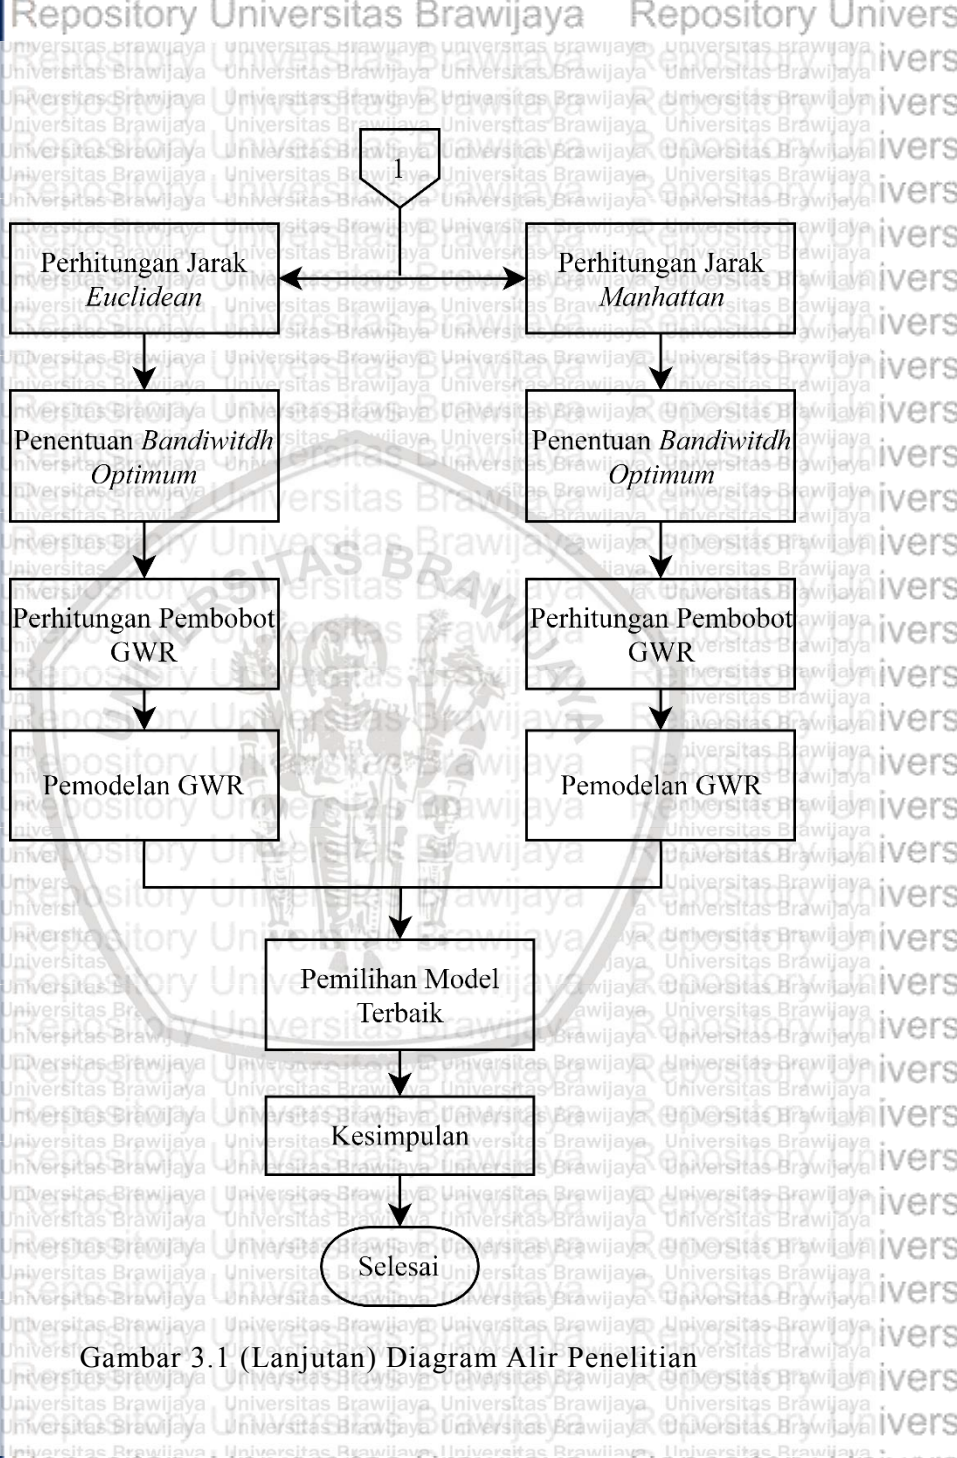 Repository Universitas Brawijaya
1
Perhitungan Jarak
Euclidean
Perhitungan Jarak
Manhattan
Penentuan Bandiwitdh
Optimum
Penentuan Bandiwitdh
Optimum
Perhitungan Pembobot
GWR
Perhitungan Pembobot
GWR
Pemodelan GWR
Pemodelan GWR
UNIVERSITAS BRAWIJAYA
Pemilihan Model
Terbaik
Kesimpulan
Selesai
Gambar 3.1 (Lanjutan) Diagram Alir Penelitian